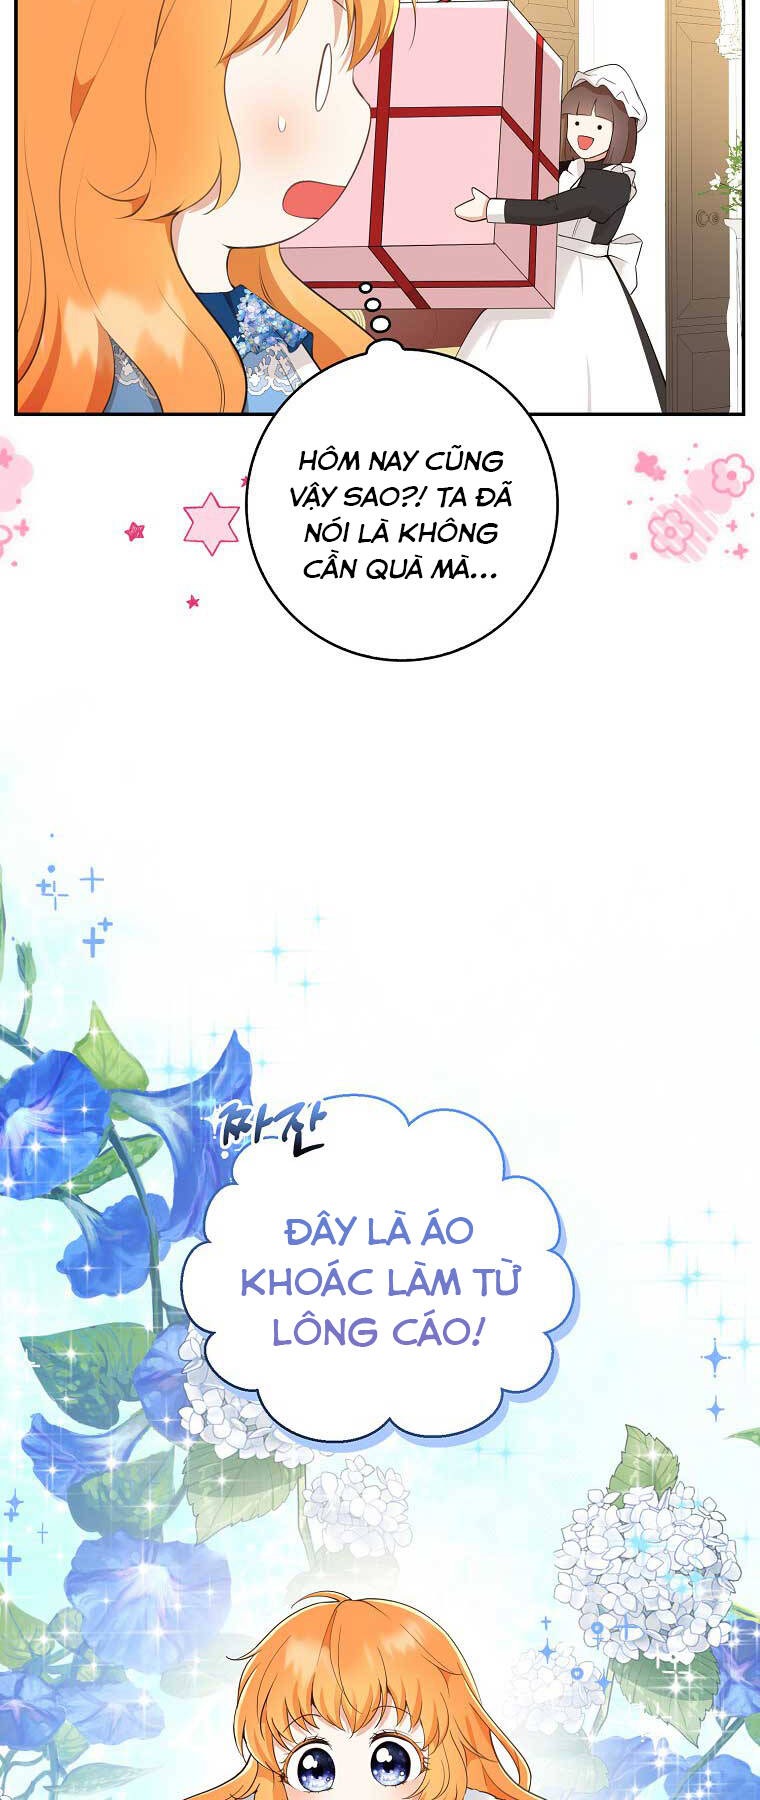 HÔM NAY CŨNG
VẬY SAO?! TA ĐÃ
NÓI LÀ KHÔNG
CẦN QUÀ MÀ...
짜잔
ĐÂY LÀ ÁO
KHOÁC LÀM TỪ
LÔNG CÁO!